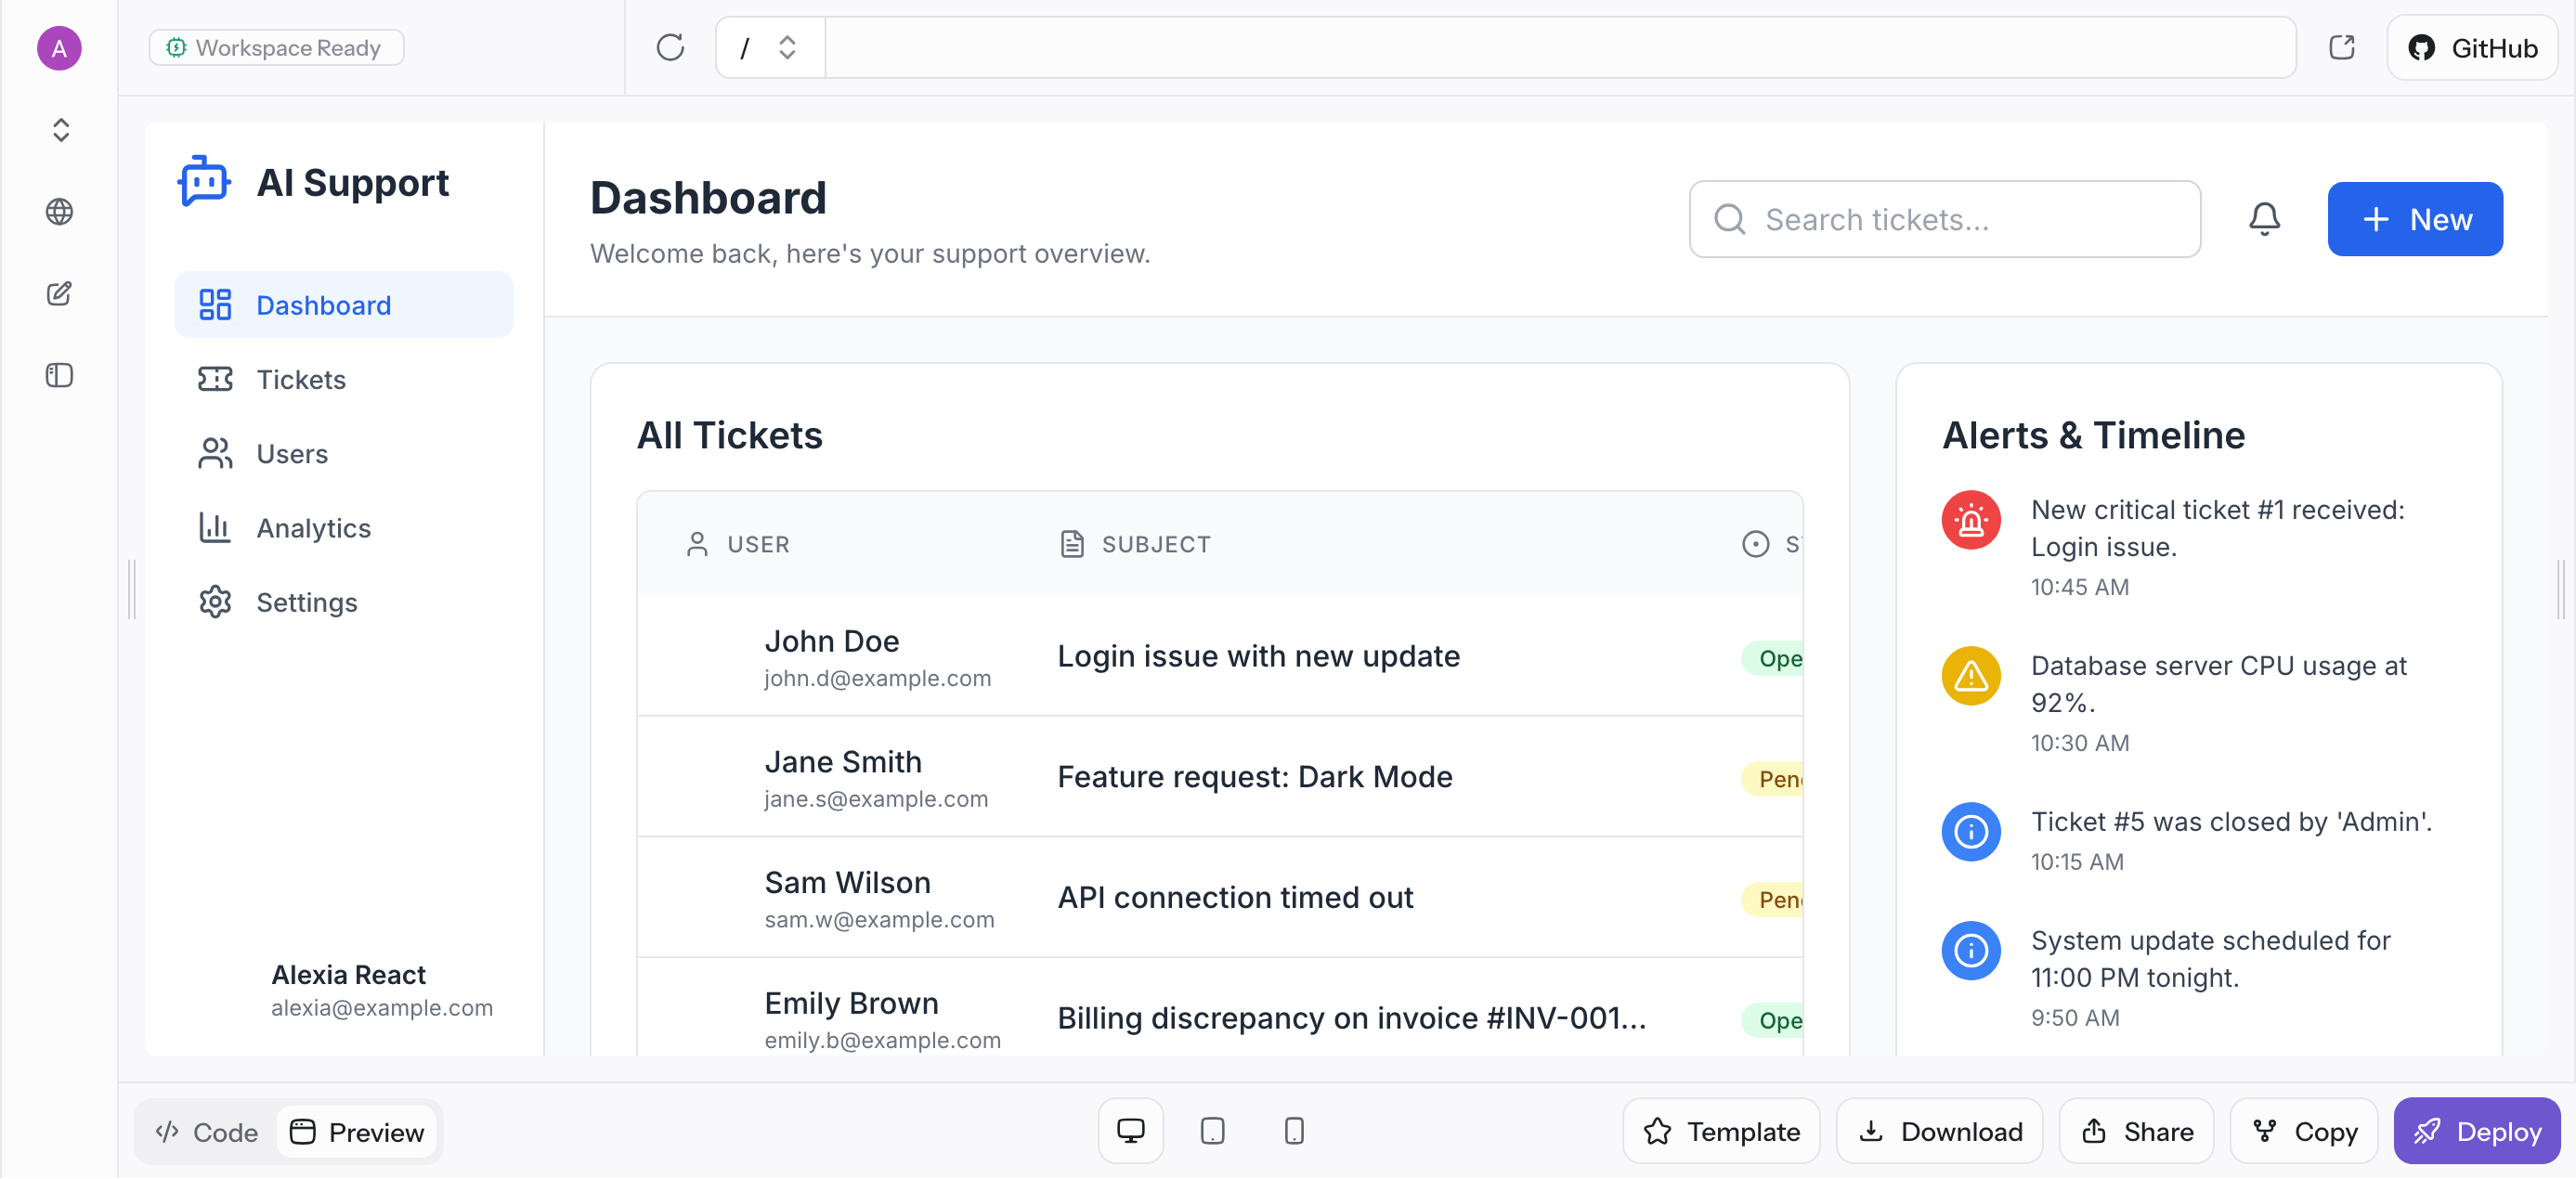 A
Workspace Ready
/
GitHub
AI Support
Dashboard
Tickets
Users
Analytics
Settings
Alexia React
alexia@example.com
Dashboard
Welcome back, here's your support overview.
Search tickets...
New
All Tickets
USER
SUBJECT
John Doe
john.d@example.com
Login issue with new update
Ope
Jane Smith
jane.s@example.com
Feature request: Dark Mode
Pen
Sam Wilson
sam.w@example.com
API connection timed out
Pen
Emily Brown
emily.b@example.com
Billing discrepancy on invoice #INV-001...
Ope
Alerts & Timeline
New critical ticket #1 received:
Login issue.
10:45 AM
Database server CPU usage at
92%.
10:30 AM
Ticket #5 was closed by 'Admin'.
10:15 AM
System update scheduled for
11:00 PM tonight.
9:50 AM
Code
Preview
Template
Download
Share
Copy
Deploy